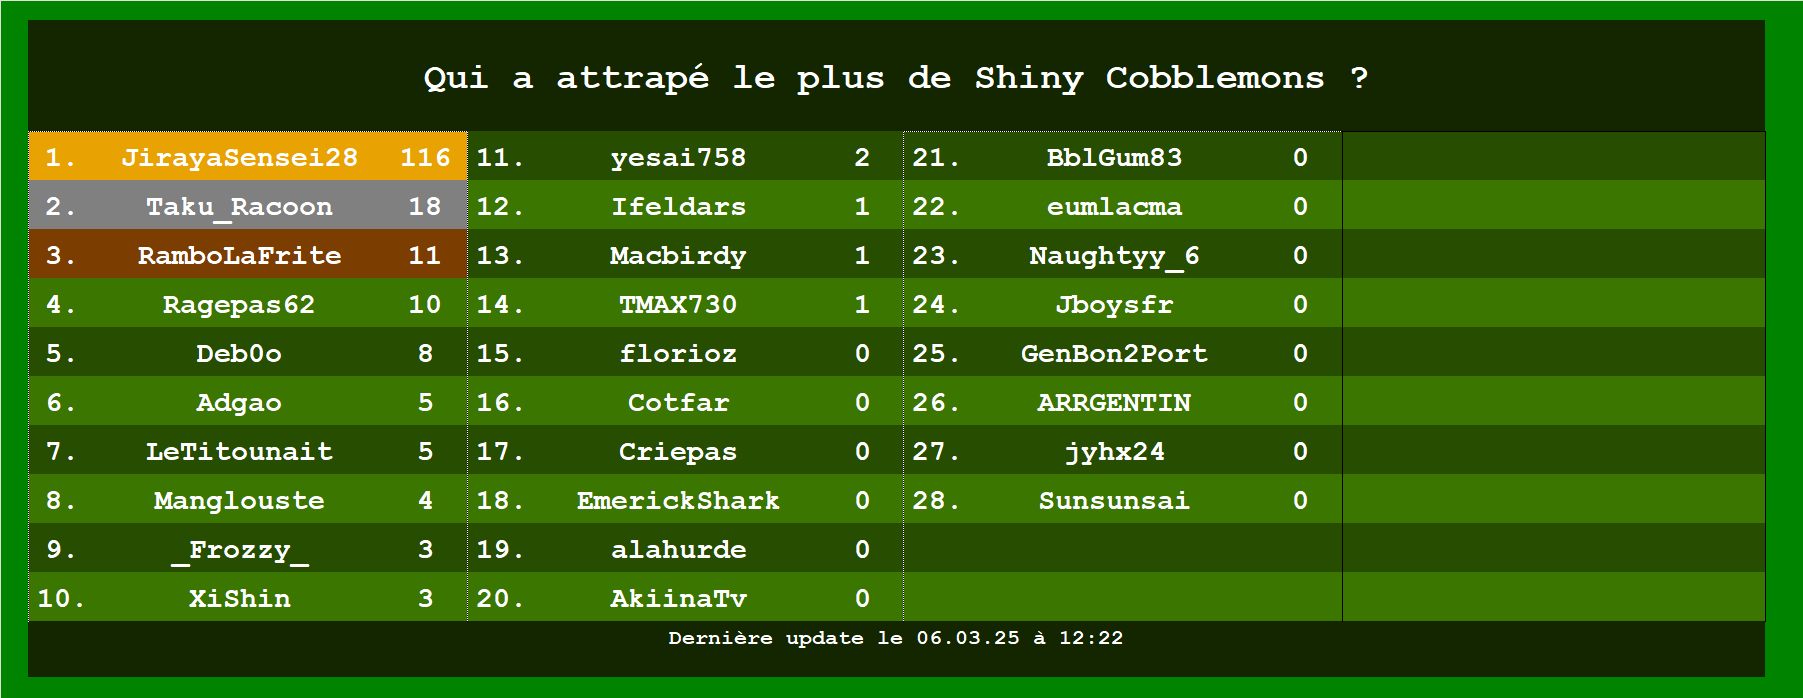 Qui a attrapé le plus de Shiny Cobblemons ?
1. JirayaSensei28 116 11. yesai758 2 21. BblGum83 0
2. Taku_Racoon 18 12. Ifeldars 1 22. eumlacma 0
3. RamboLaFrite 11 13. Macbirdy 1 23. Naughtyy_6 0
4. Ragepas62 10 14. TMAX730 1 24. Jboysfr 0
5. Deb0o 8 15. florioz 0 25. GenBon2Port 0
6. Adgao 5 16. Cotfar 0 26. ARRGENTIN 0
7. LeTitounait 5 17. Criepas 0 27. jyhx24 0
8. Manglouste 4 18. EmerickShark 0 28. Sunsunsai 0
9. _Frozzy_ 3 19. alahurde 0
10. XiShin 3 20. AkiinaTv 0
Dernière update le 06.03.25 à 12:22